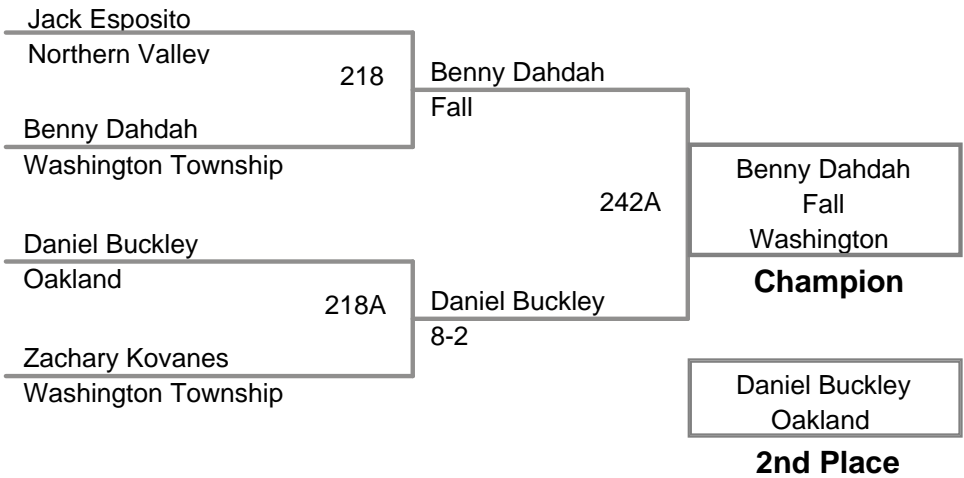 Jack Esposito
Northern Valley
218
Benny Dahdah
Fall
Benny Dahdah
Washington Township
242A
Benny Dahdah
Fall
Washington
Champion
Daniel Buckley
Oakland
218A
Daniel Buckley
8-2
Zachary Kovanes
Washington Township
Daniel Buckley
Oakland
2nd Place